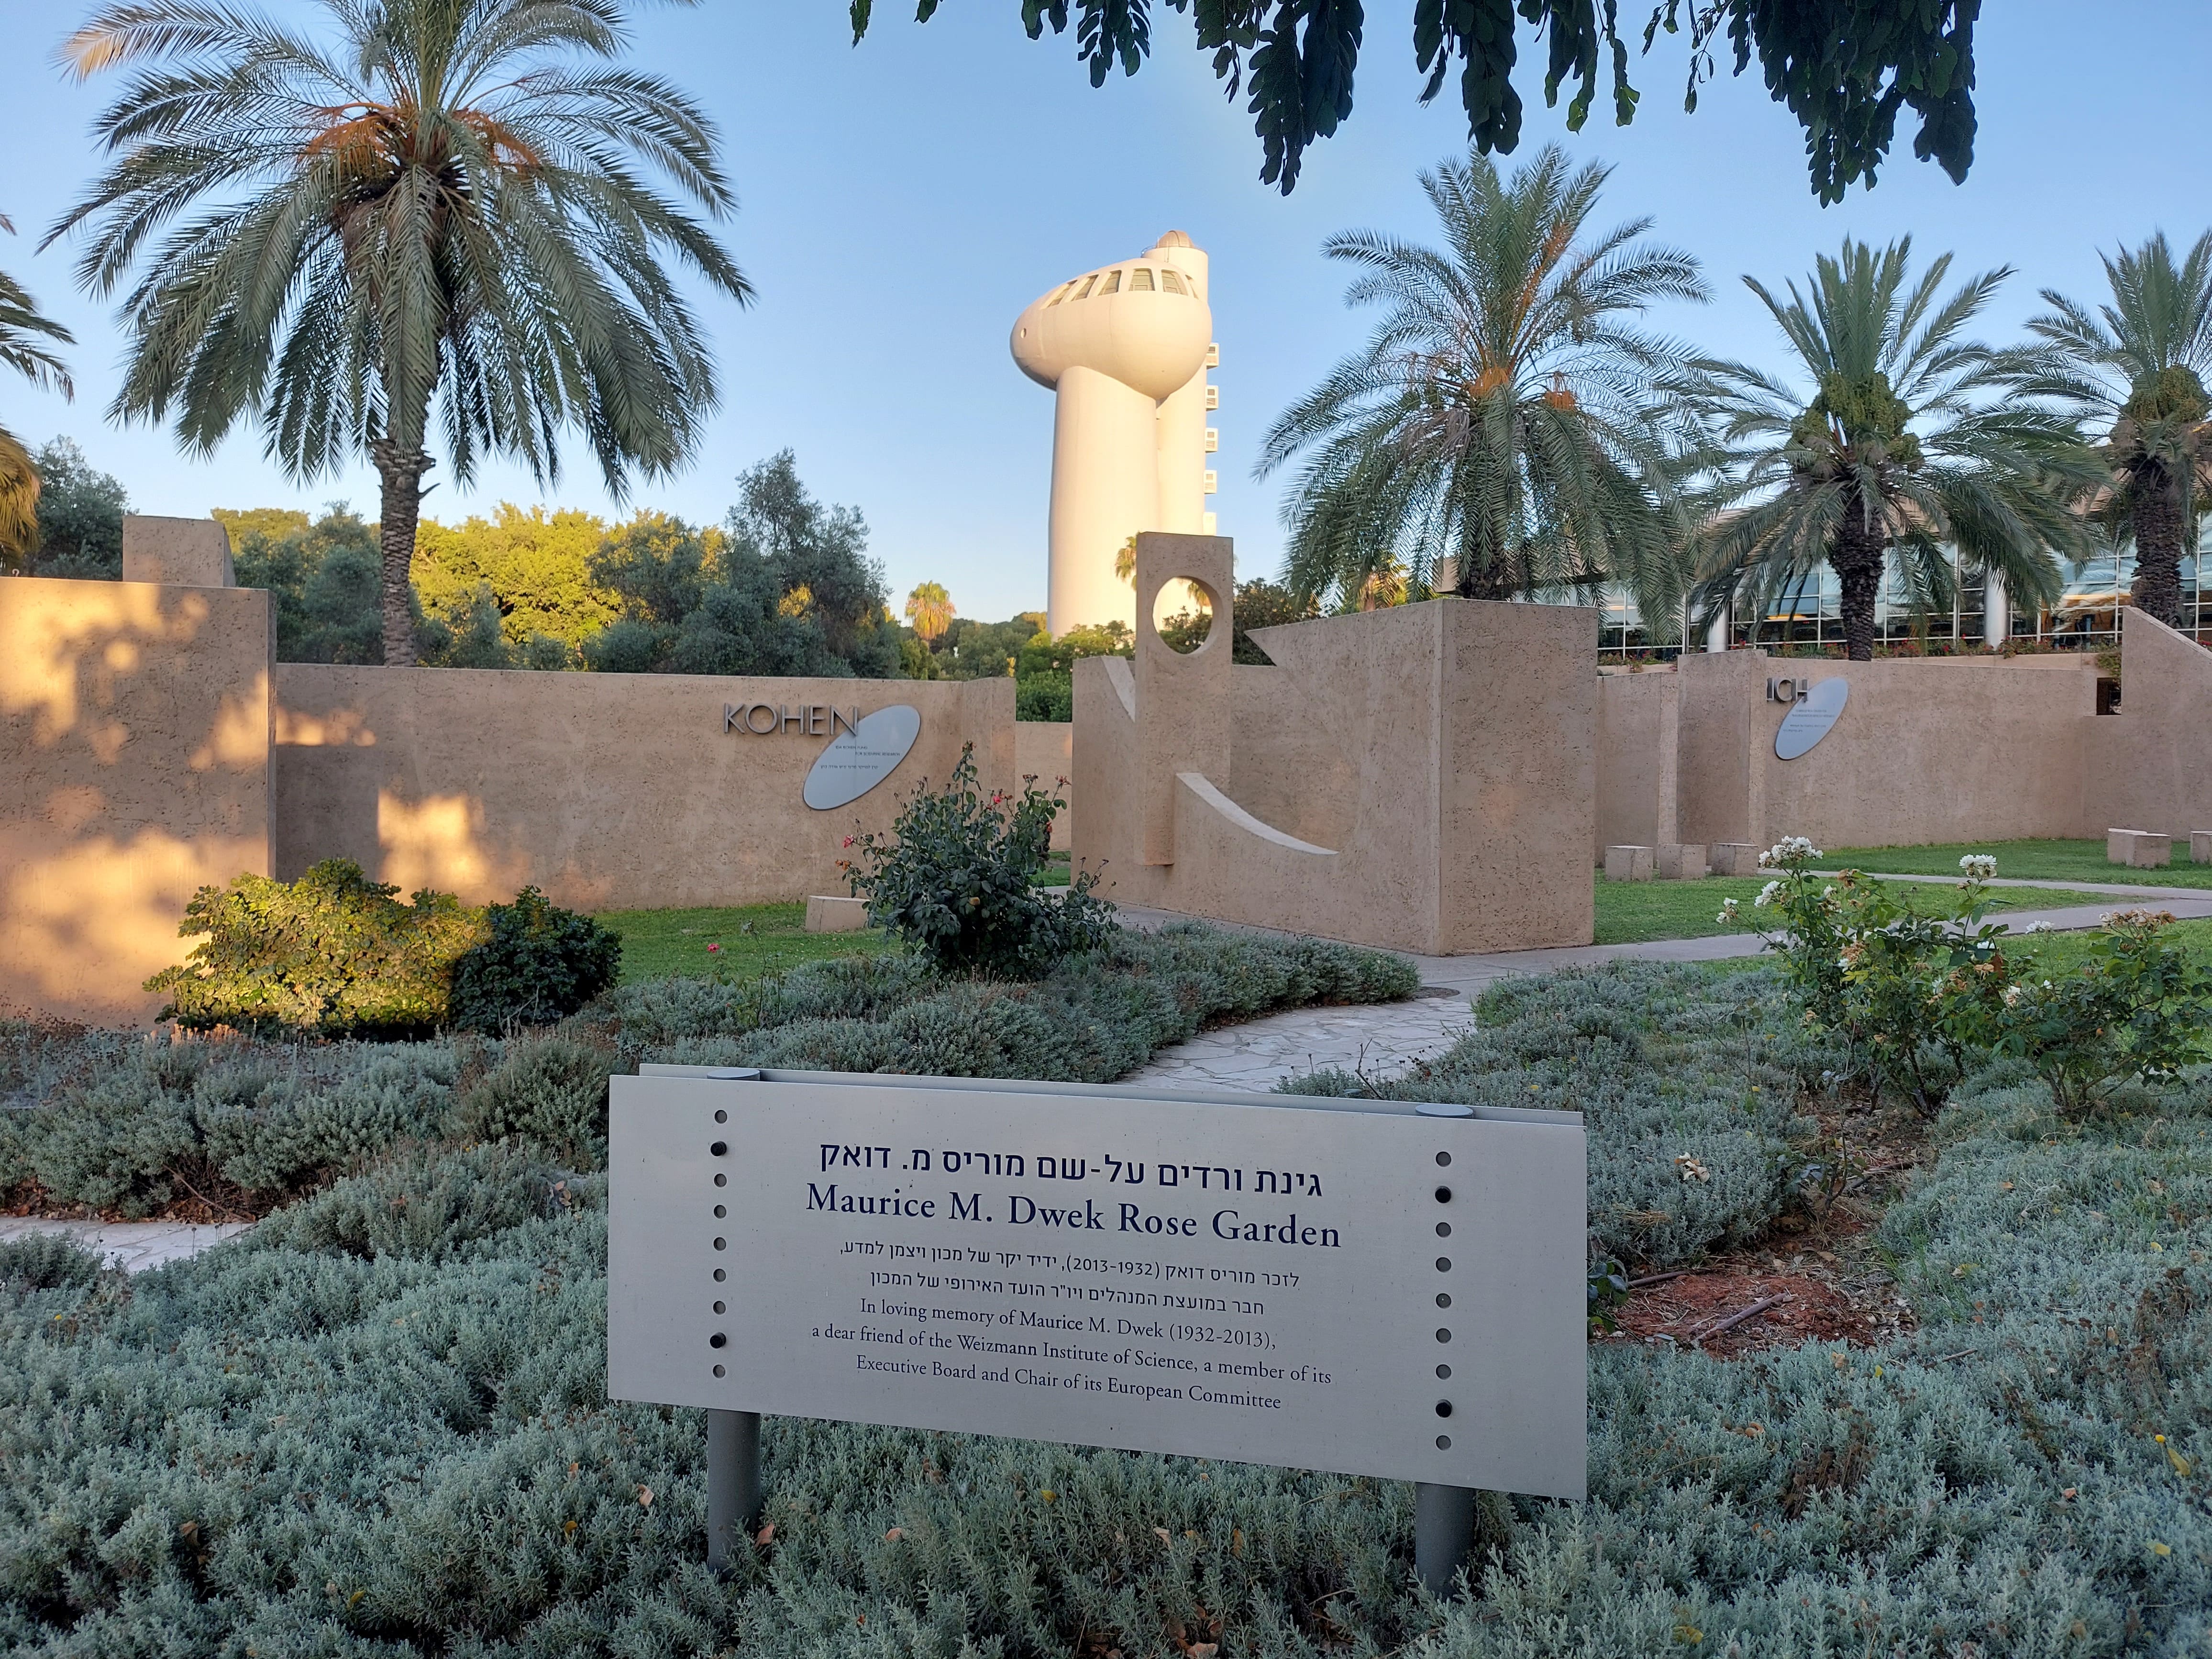 KOHEN
ICH
גינת ורדים על-שם מוריס מ. דואק
Maurice M. Dwek Rose Garden
לזכר מוריס דואק (2013-1932), ידיד יקר של מכון ויצמן למדע,
חבר במועצת המנהלים ויו"ר הועד האירופי של המכון
In loving memory of Maurice M. Dwek (1932-2013),
a dear friend of the Weizmann Institute of Science, a member of its
Executive Board and Chair of its European Committee